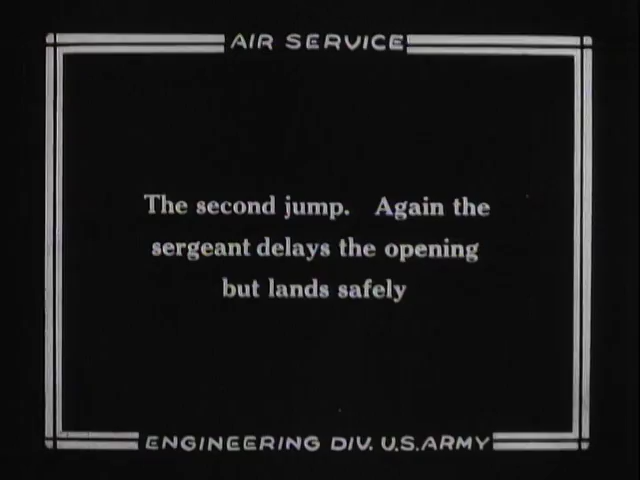 AIR SERVICE
The second jump. Again the
sergeant delays the opening
but lands safely
ENGINEERING DIV. U.S. ARMY